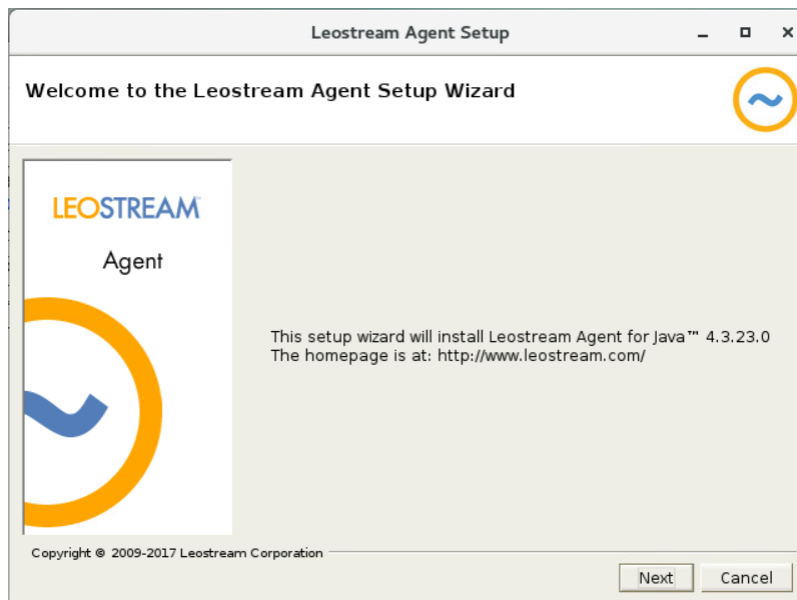 Leostream Agent Setup
Welcome to the Leostream Agent Setup Wizard
LEOSTREAM™
Agent
This setup wizard will install Leostream Agent for Java™ 4.3.23.0
The homepage is at: http://www.leostream.com/
Copyright © 2009-2017 Leostream Corporation
Next Cancel